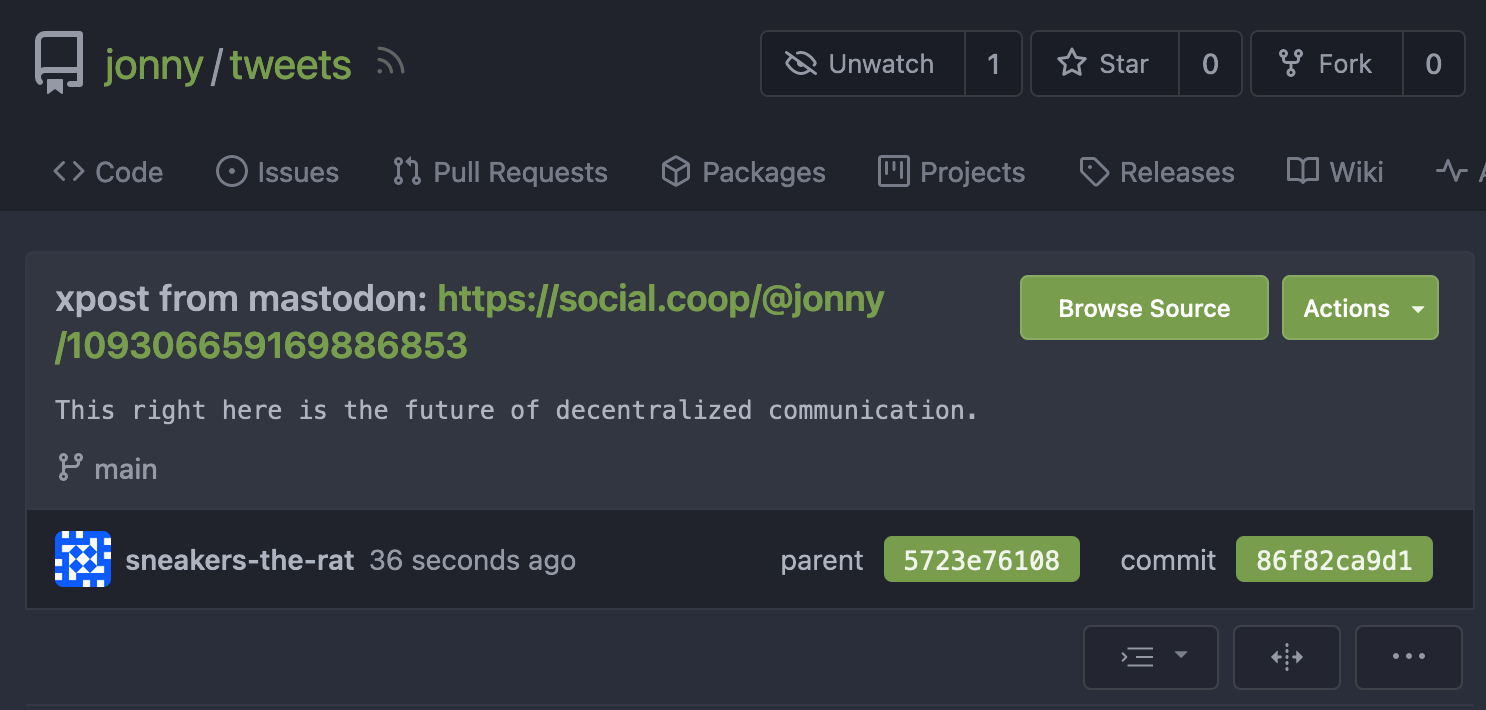 jonny/tweets
Unwatch 1 Star 0 Fork 0
Code Issues Pull Requests Packages Projects Releases Wiki A
xpost from mastodon: https://social.coop/@jonny
/109306659169886853
Browse Source Actions
This right here is the future of decentralized communication.
main
sneakers-the-rat 36 seconds ago parent 5723e76108 commit 86f82ca9d1